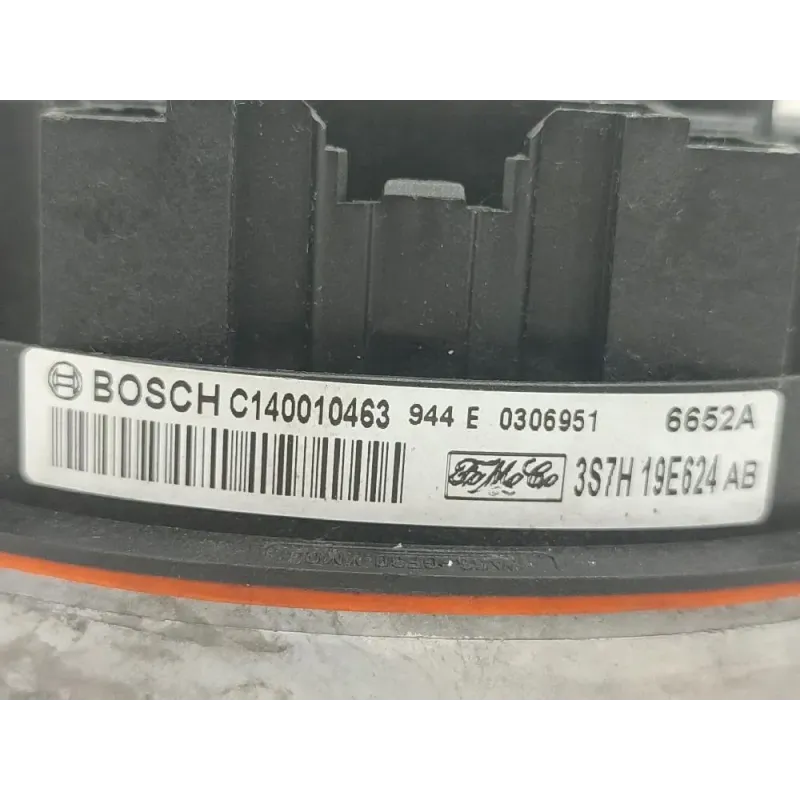 BOSCH C140010463 944 E 0306951 6652A
FoMoCo 3S7H 19E624 AB